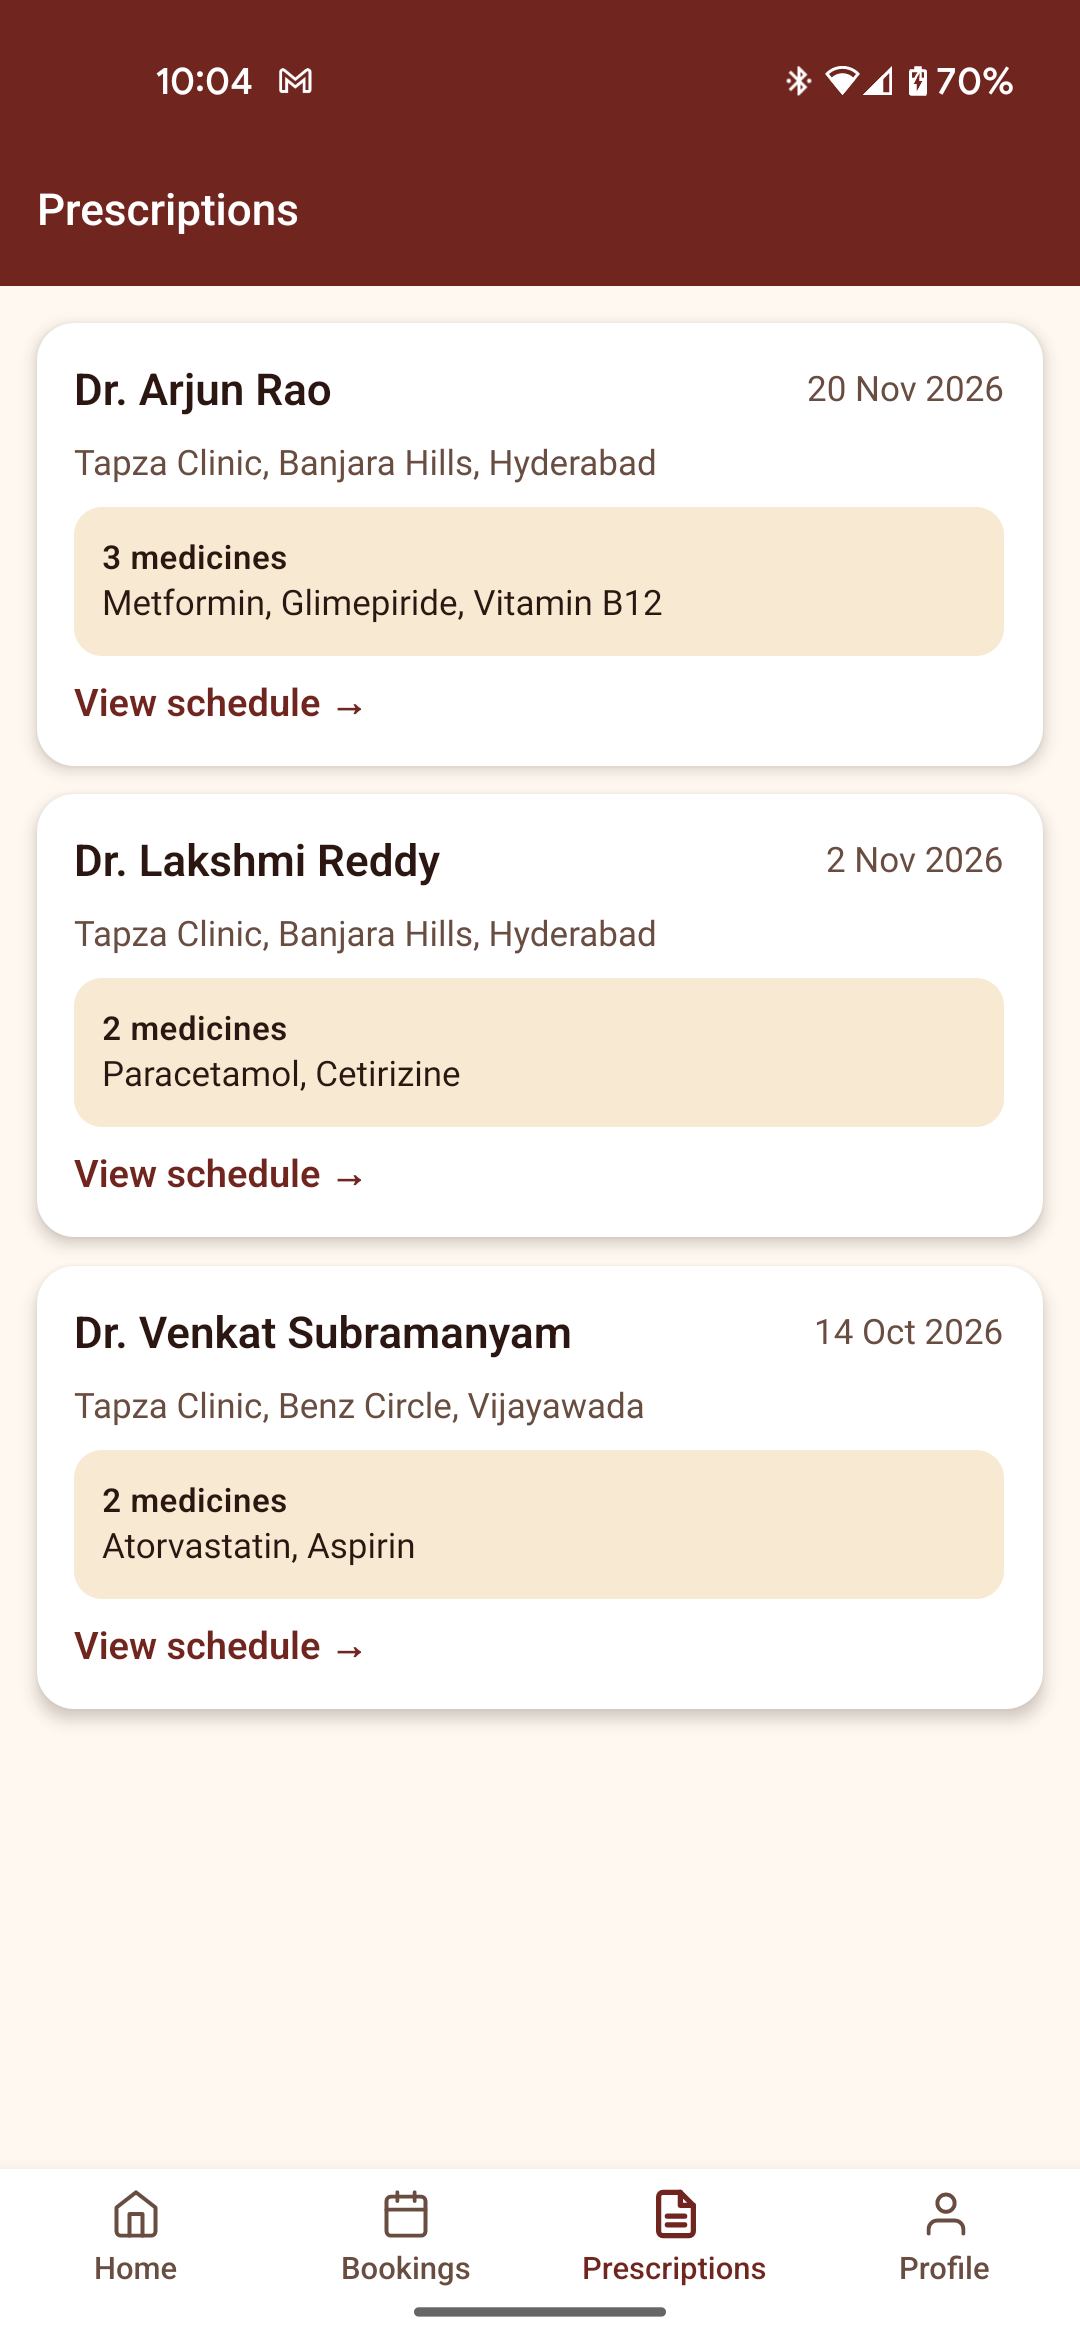 10:04
70%
Prescriptions
Dr. Arjun Rao
20 Nov 2026
Tapza Clinic, Banjara Hills, Hyderabad
3 medicines
Metformin, Glimepiride, Vitamin B12
View schedule →
Dr. Lakshmi Reddy
2 Nov 2026
Tapza Clinic, Banjara Hills, Hyderabad
2 medicines
Paracetamol, Cetirizine
View schedule →
Dr. Venkat Subramanyam
14 Oct 2026
Tapza Clinic, Benz Circle, Vijayawada
2 medicines
Atorvastatin, Aspirin
View schedule →
Home
Bookings
Prescriptions
Profile